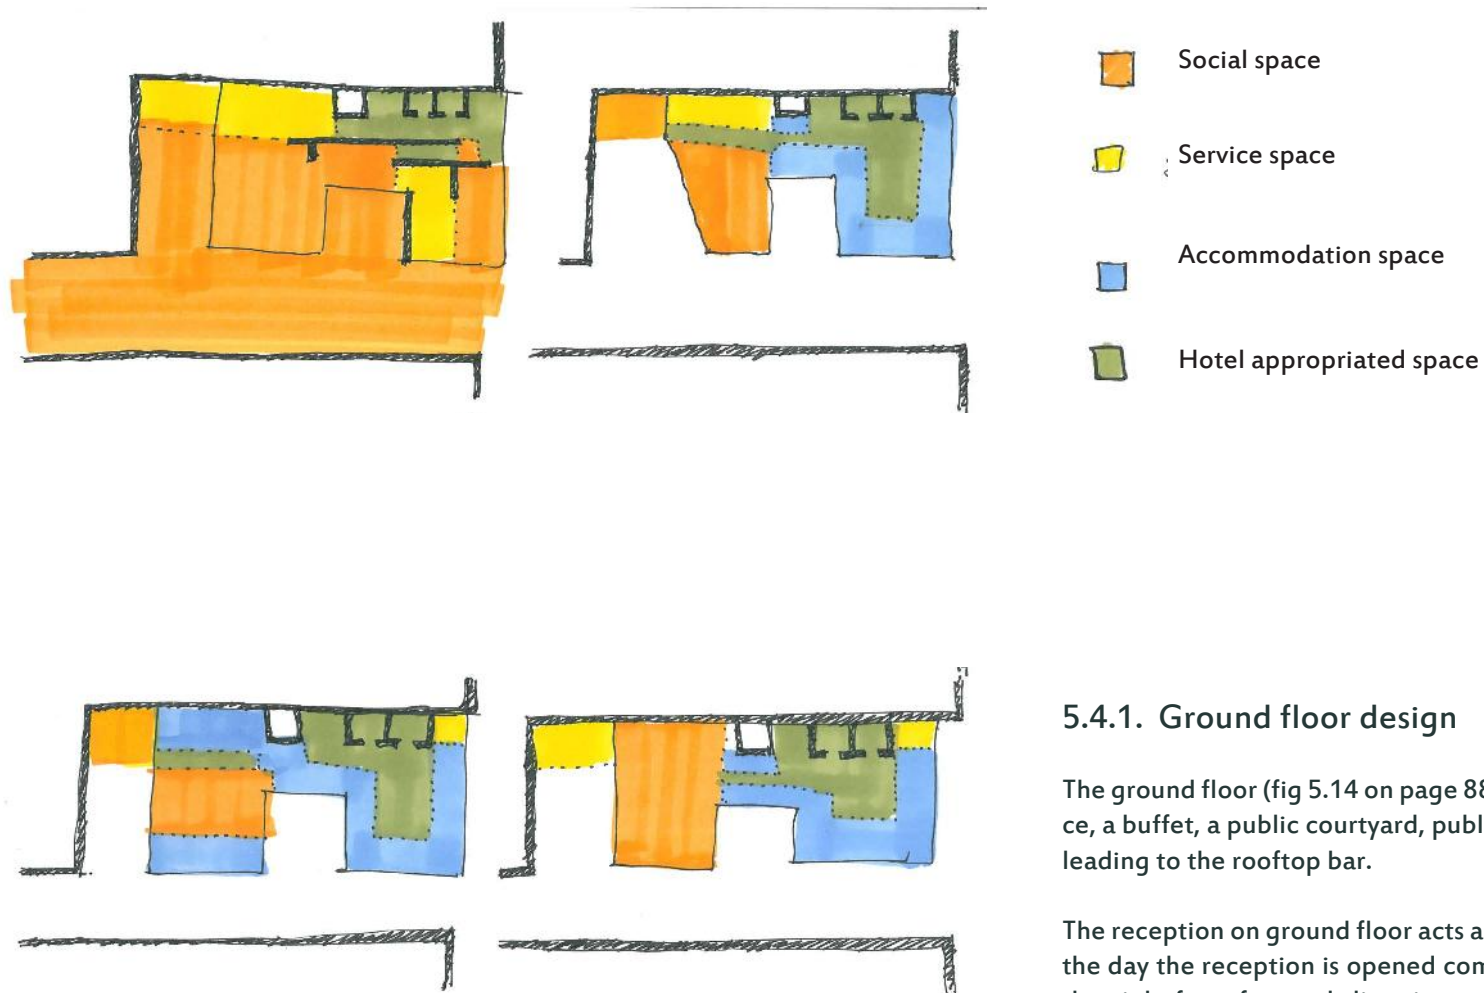 Social space
Service space
Accommodation space
Hotel appropriated space
5.4.1. Ground floor design
The ground floor (fig 5.14 on page 88
ce, a buffet, a public courtyard, publ
leading to the rooftop bar.
The reception on ground floor acts a
the day the reception is opened com